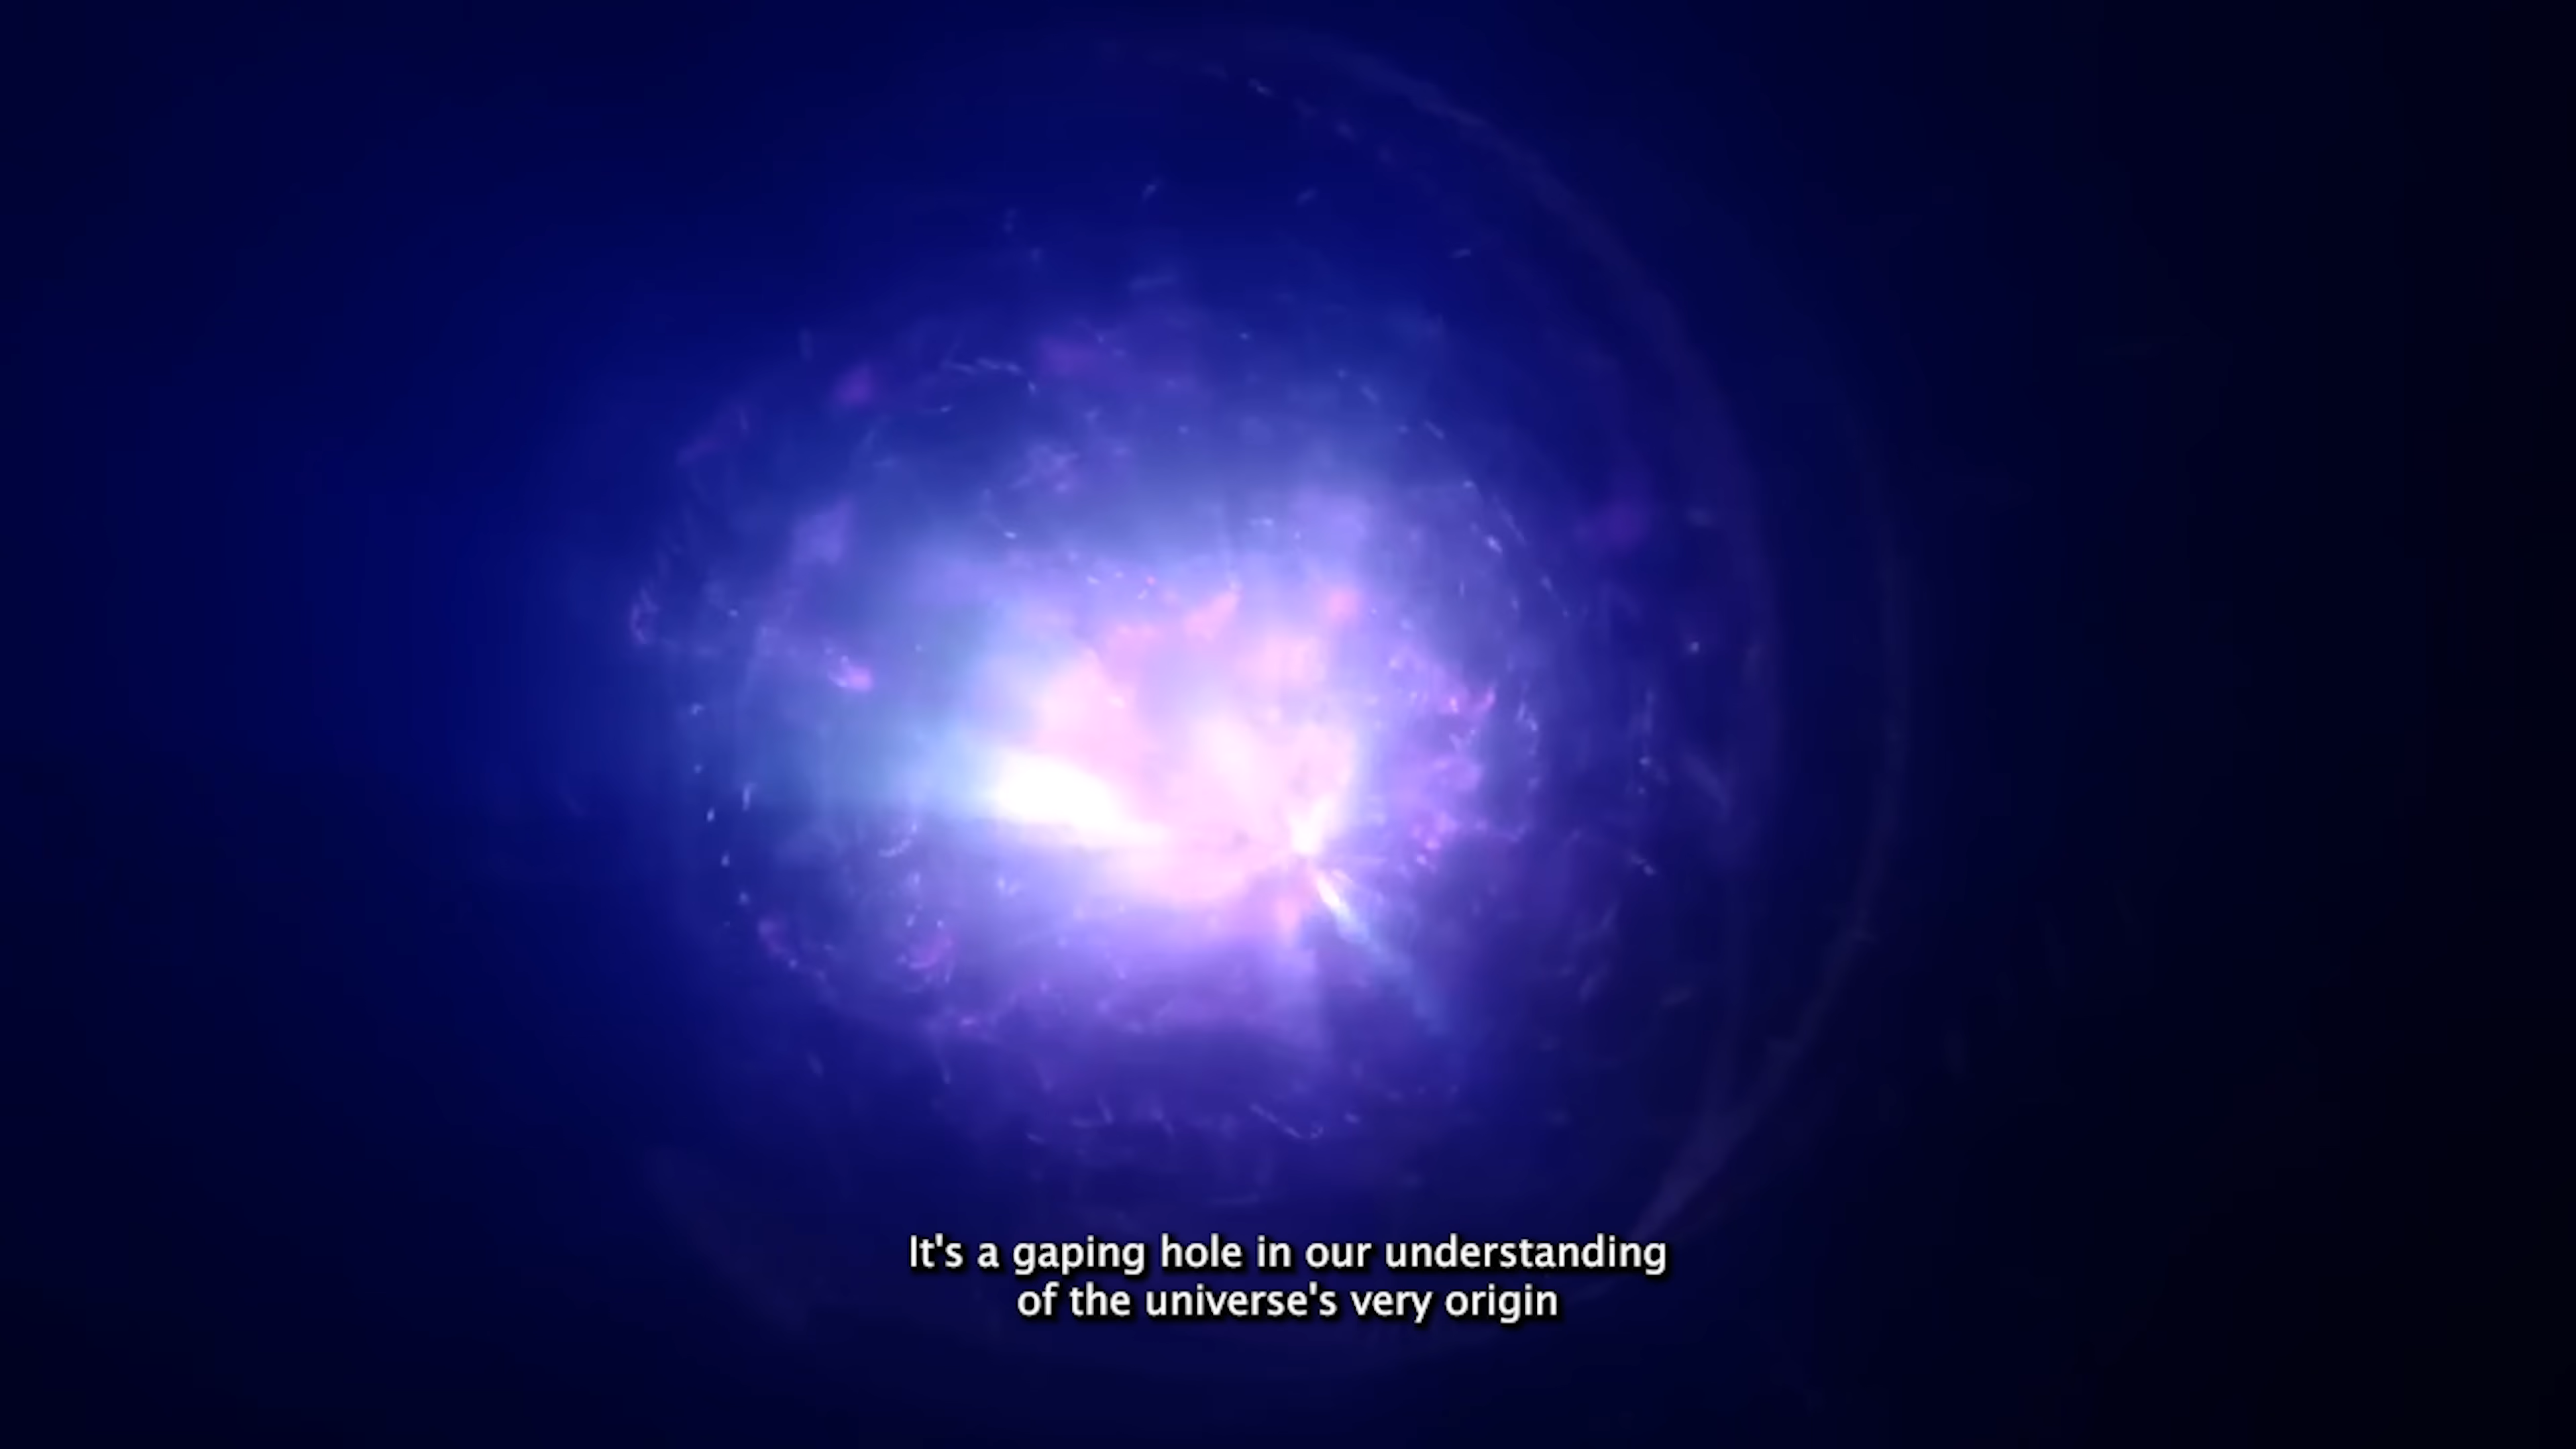 It's a gaping hole in our understanding
of the universe's very origin